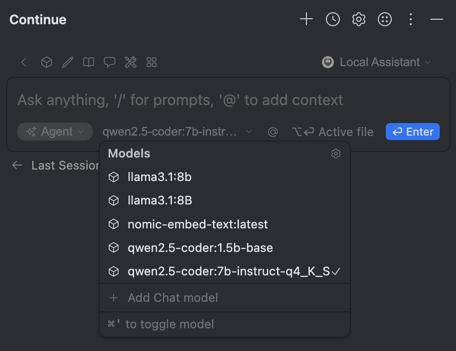 Continue
Local Assistant
Ask anything, '/' for prompts, '@' to add context
Agent qwen2.5-coder:7b-instr... @ ⌥⏎ Active file ⏎ Enter
← Last Session
Models
llama3.1:8b
llama3.1:8B
nomic-embed-text:latest
qwen2.5-coder:1.5b-base
qwen2.5-coder:7b-instruct-q4_K_S
+ Add Chat model
⌘' to toggle model